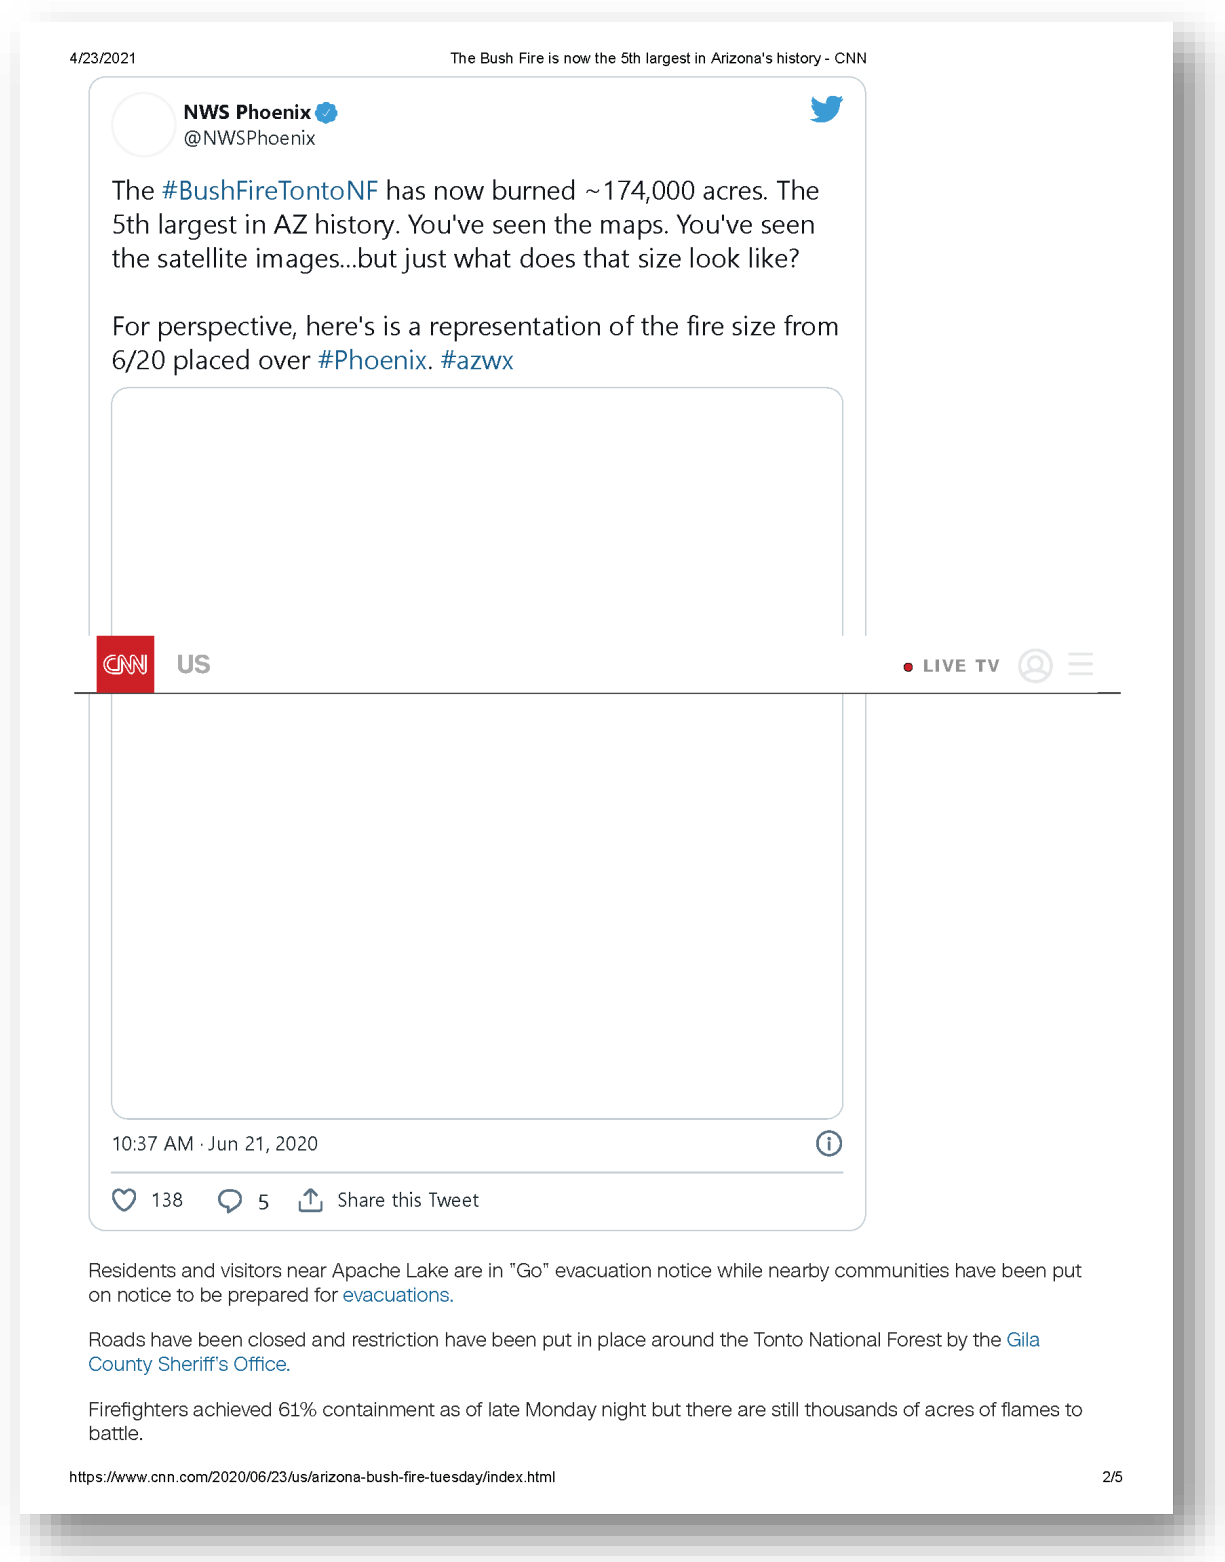 4/23/2021 The Bush Fire is now the 5th largest in Arizona's history - CNN
NWS Phoenix
@NWSPhoenix
The #BushFireTontoNF has now burned ~174,000 acres. The
5th largest in AZ history. You've seen the maps. You've seen
the satellite images...but just what does that size look like?
For perspective, here's is a representation of the fire size from
6/20 placed over #Phoenix. #azwx
CNN US LIVE TV
10:37 AM · Jun 21, 2020
138 5 Share this Tweet
Residents and visitors near Apache Lake are in "Go" evacuation notice while nearby communities have been put
on notice to be prepared for evacuations.
Roads have been closed and restriction have been put in place around the Tonto National Forest by the Gila
County Sheriff's Office.
Firefighters achieved 61% containment as of late Monday night but there are still thousands of acres of flames to
battle.
https://www.cnn.com/2020/06/23/us/arizona-bush-fire-tuesday/index.html 2/5